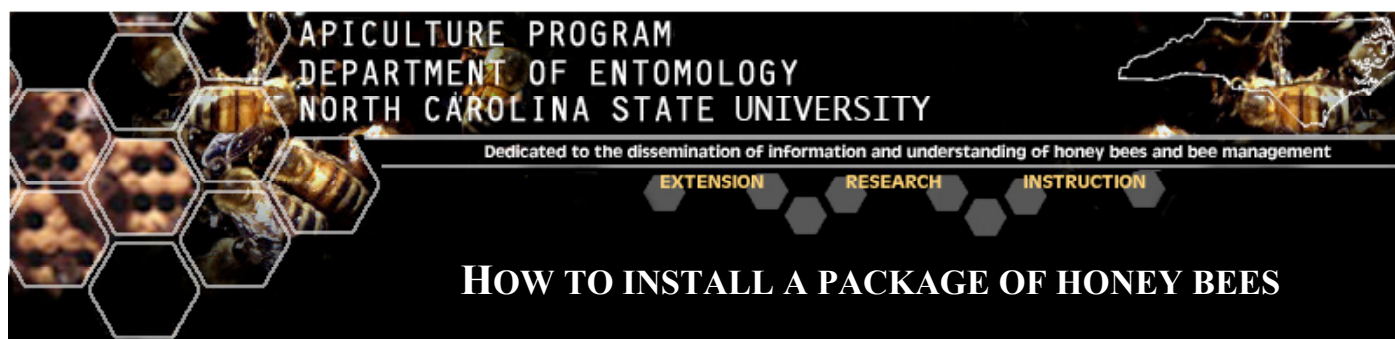 APICULTURE PROGRAM
DEPARTMENT OF ENTOMOLOGY
NORTH CAROLINA STATE UNIVERSITY
Dedicated to the dissemination of information and understanding of honey bees and bee management
EXTENSION RESEARCH INSTRUCTION
HOW TO INSTALL A PACKAGE OF HONEY BEES